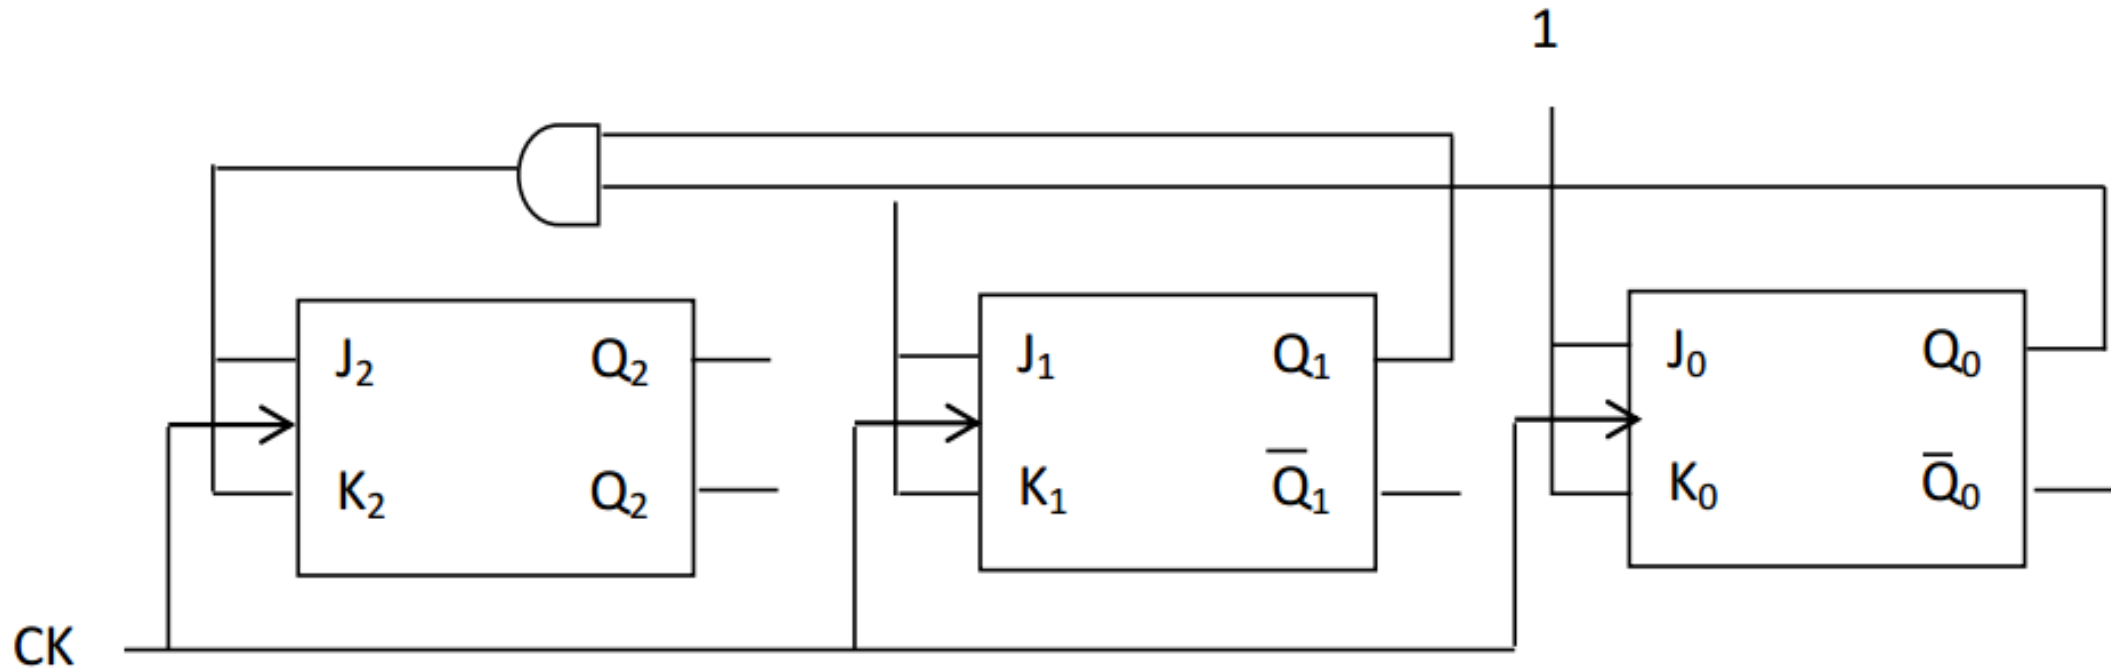 1
J₂ Q₂ J₁ Q₁ J₀ Q₀
K₂ Q₂ K₁ Q̅₁ K₀ Q̅₀
CK